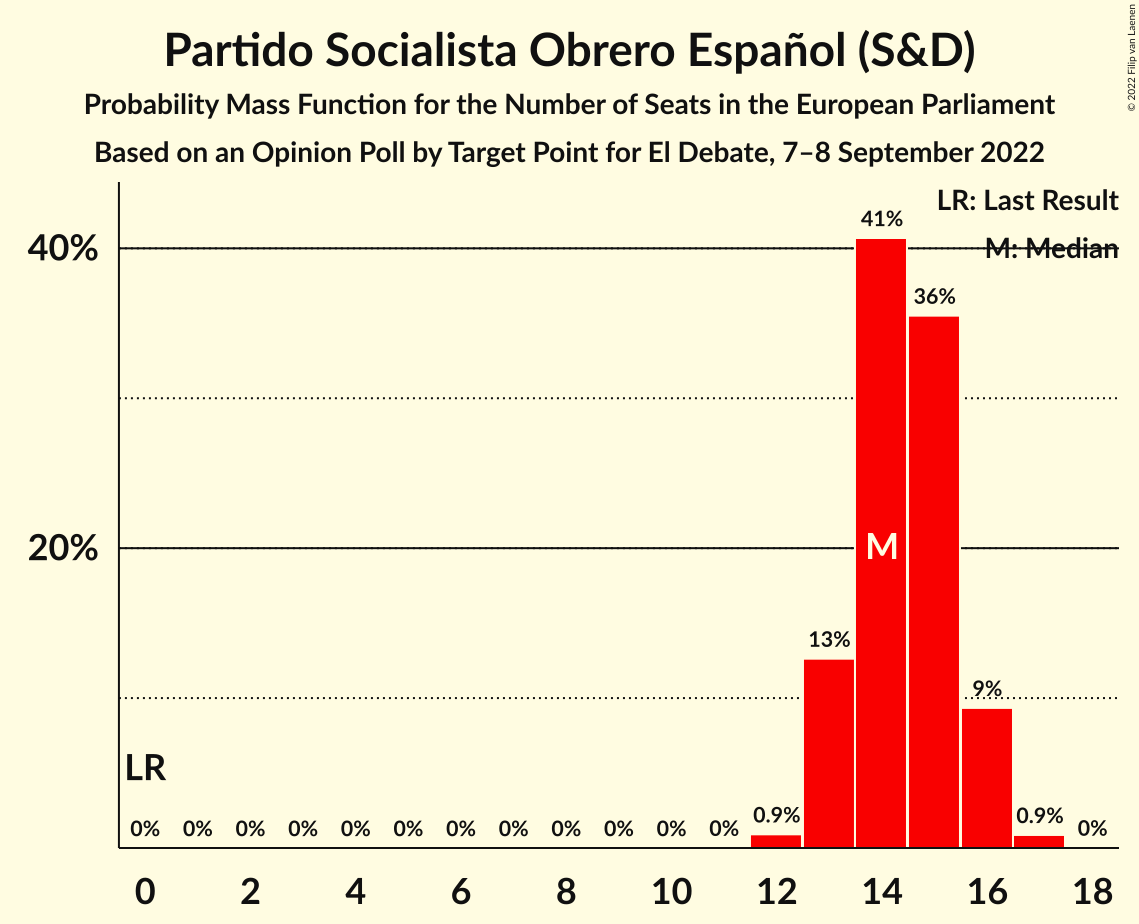 Partido Socialista Obrero Español (S&D)
Probability Mass Function for the Number of Seats in the European Parliament
Based on an Opinion Poll by Target Point for El Debate, 7–8 September 2022
© 2022 Filip van Laenen
LR: Last Result
M: Median
40%
20%
41%
36%
M
13%
9%
LR
0% 0% 0% 0% 0% 0% 0% 0% 0% 0% 0% 0% 0.9% 0.9% 0%
0 2 4 6 8 10 12 14 16 18